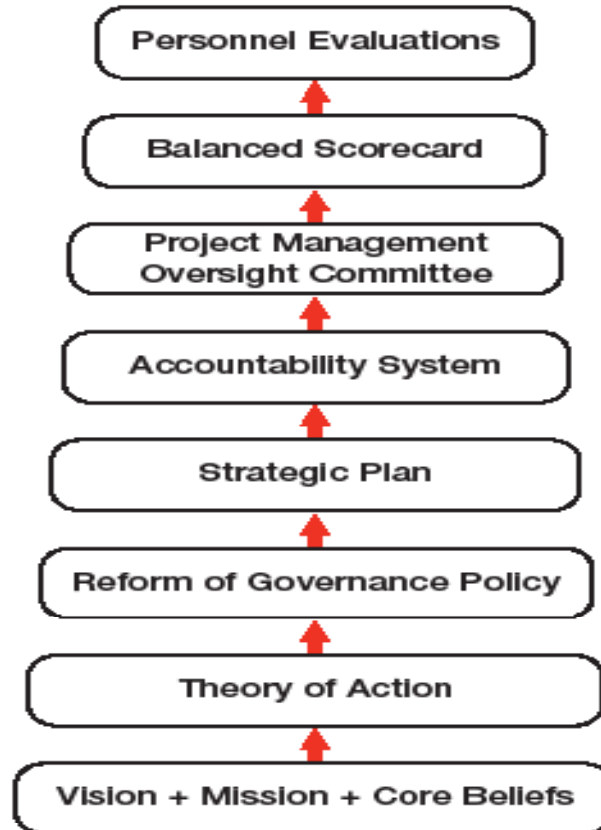 Personnel Evaluations
Balanced Scorecard
Project Management
Oversight Committee
Accountability System
Strategic Plan
Reform of Governance Policy
Theory of Action
Vision + Mission + Core Beliefs